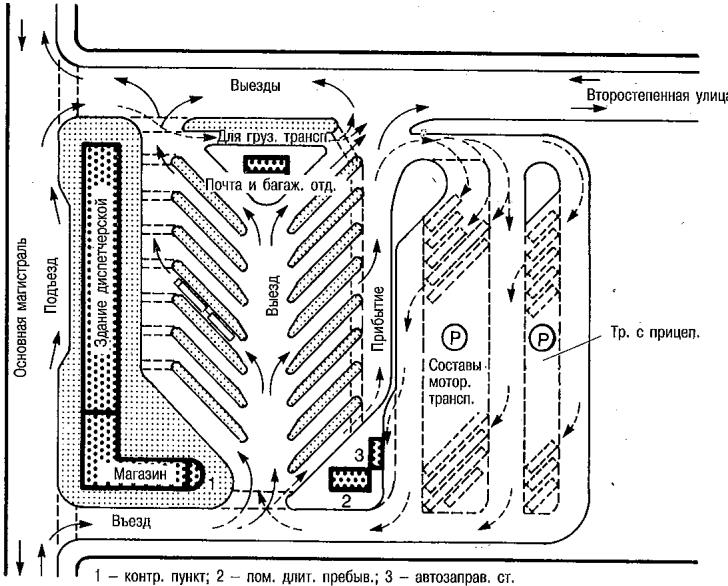 Выезды
Второстепенная улица
Для груз. трансп.
Почта и багаж. отд.
Основная магистраль
Подъезд
Здание диспетчерской
Выезд
Прибытие
P
P
Тр. с прицеп.
Составы
мотор.
трансп.
Магазин
1
3
2
Въезд
1 – контр. пункт; 2 – пом. длит. пребыв.; 3 – автозаправ. ст.